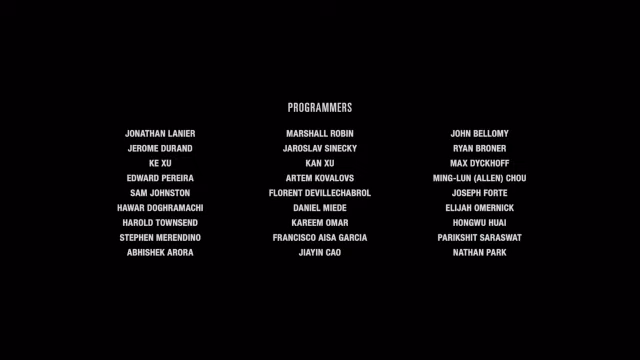 PROGRAMMERS
JONATHAN LANIER
JEROME DURAND
KE XU
EDWARD PEREIRA
SAM JOHNSTON
HAWAR DOGHRAMACHI
HAROLD TOWNSEND
STEPHEN MERENDINO
ABHISHEK ARORA
MARSHALL ROBIN
JAROSLAV SINECKY
KAN XU
ARTEM KOVALOVS
FLORENT DEVILLECHABROL
DANIEL MIEDE
KAREEM OMAR
FRANCISCO AISA GARCIA
JIAYIN CAO
JOHN BELLOMY
RYAN BRONER
MAX DYCKHOFF
MING-LUN (ALLEN) CHOU
JOSEPH FORTE
ELIJAH OMERNICK
HONGWU HUAI
PARIKSHIT SARASWAT
NATHAN PARK